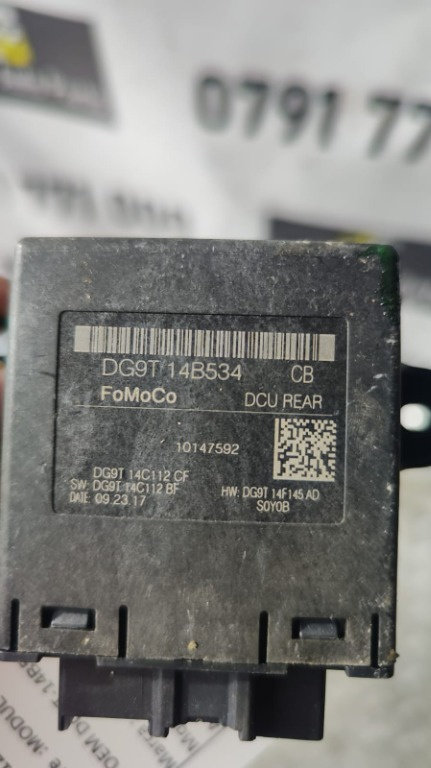 0791 77
DG9T 14B534 CB
FoMoCo DCU REAR
10147592
DG9T 14C112 CF
SW: DG9T 14C112 BF HW: DG9T 14F145 AD
DATE: 09.23.17 S0Y0B